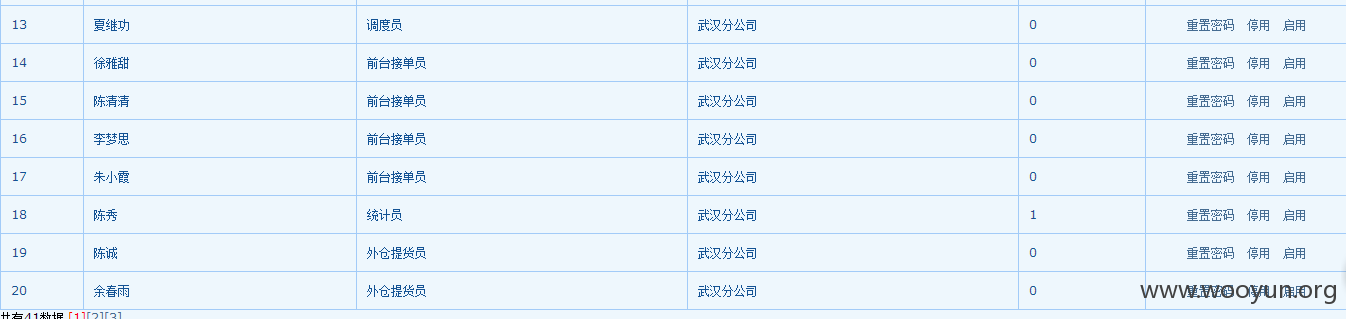 13 夏继功 调度员 武汉分公司 0 重置密码 停用 启用
14 徐雅甜 前台接单员 武汉分公司 0 重置密码 停用 启用
15 陈清清 前台接单员 武汉分公司 0 重置密码 停用 启用
16 李梦思 前台接单员 武汉分公司 0 重置密码 停用 启用
17 朱小霞 前台接单员 武汉分公司 0 重置密码 停用 启用
18 陈秀 统计员 武汉分公司 1 重置密码 停用 启用
19 陈诚 外仓提货员 武汉分公司 0 重置密码 停用 启用
20 余春雨 外仓提货员 武汉分公司 0 重置密码 停用 启用
www.wooyun.org
共有41数据 [1][2][3]